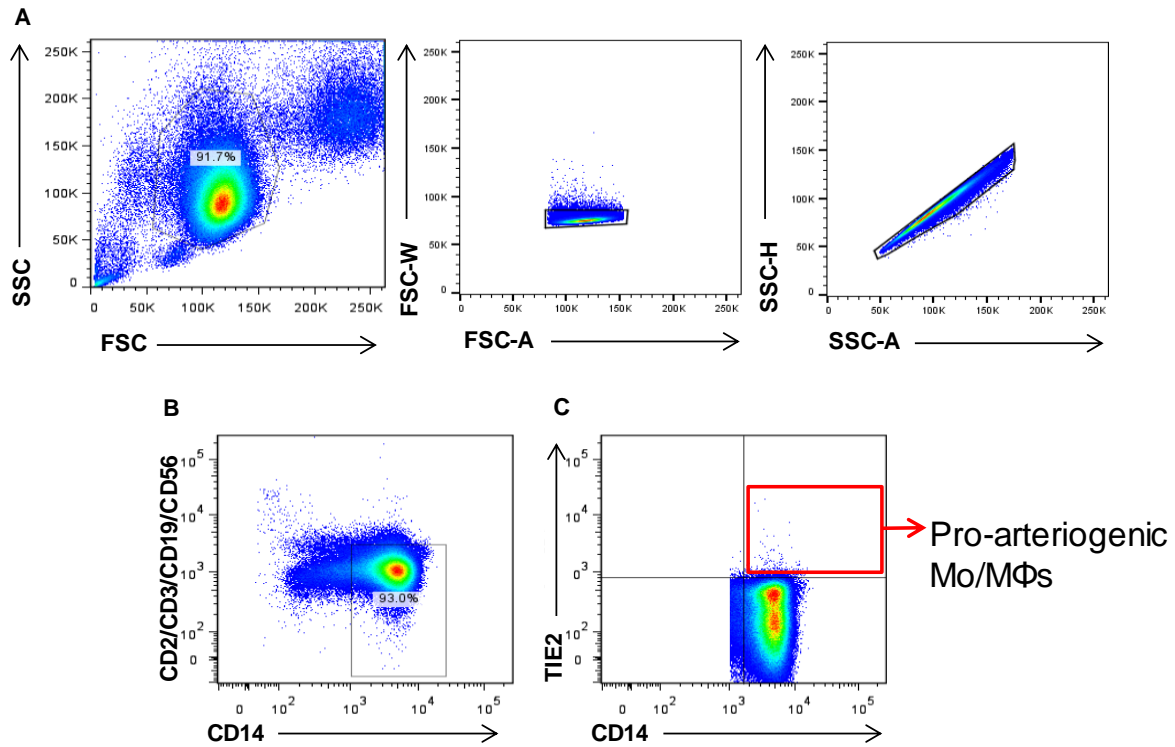 A
SSC
250K
200K
150K
100K
50K
0
91.7%
0 50K 100K 150K 200K 250K
FSC
FSC-W
250K
200K
150K
100K
50K
0
0 50K 100K 150K 200K 250K
FSC-A
SSC-H
250K
200K
150K
100K
50K
0
0 50K 100K 150K 200K 250K
SSC-A
B
CD2/CD3/CD19/CD56
10^5
10^4
10^3
10^2
0
93.0%
0 10^2 10^3 10^4 10^5
CD14
C
TIE2
10^5
10^4
0^3
10^2
0
0 10^2 10^3 10^4 10^5
CD14
Pro-arteriogenic
Mo/MΦs